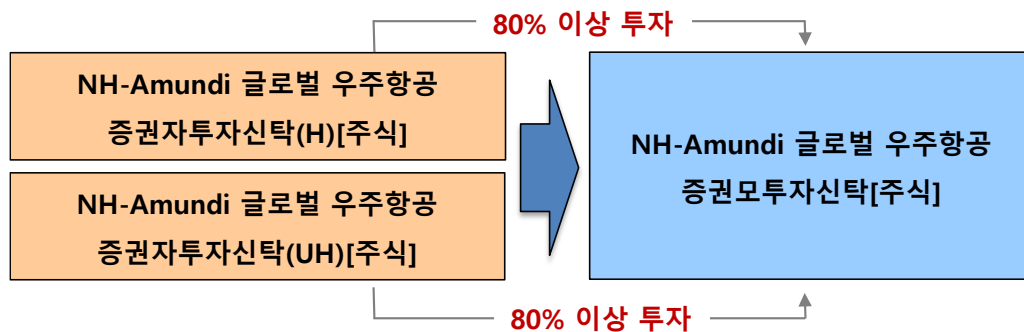 80% 이상 투자
NH-Amundi 글로벌 우주항공
증권자투자신탁(H)[주식]
NH-Amundi 글로벌 우주항공
증권자투자신탁(UH)[주식]
NH-Amundi 글로벌 우주항공
증권모투자신탁[주식]
80% 이상 투자